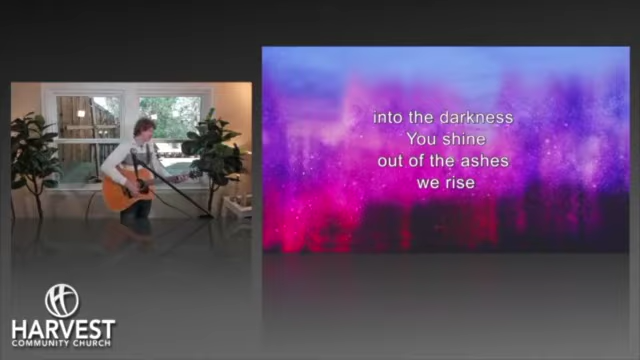 into the darkness
You shine
out of the ashes
we rise
HARVEST
COMMUNITY CHURCH